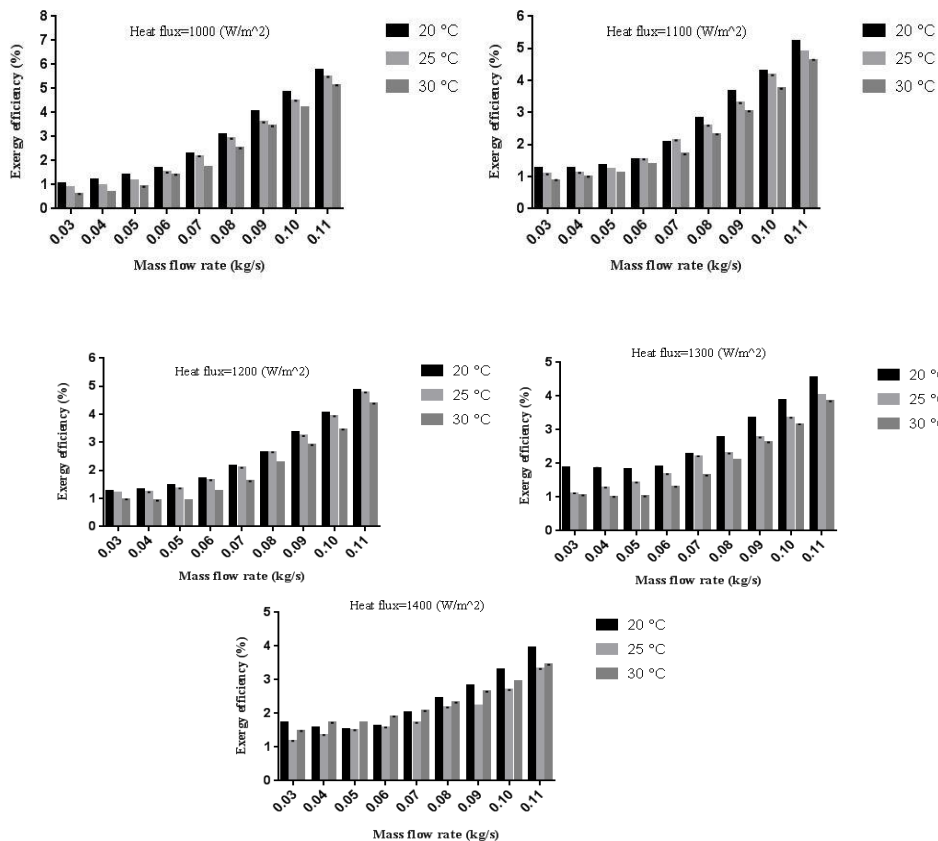 Heat flux=1000 (W/m^2)
20 °C
25 °C
30 °C
Exergy efficiency (%)
8
7
6
5
4
3
2
1
0
0.03
0.04
0.05
0.06
0.07
0.08
0.09
0.10
0.11
Mass flow rate (kg/s)
Heat flux=1100 (W/m^2)
20 °C
25 °C
30 °C
Exergy efficiency (%)
6
5
4
3
2
1
0
0.03
0.04
0.05
0.06
0.07
0.08
0.09
0.10
0.11
Mass flow rate (kg/s)
Heat flux=1200 (W/m^2)
20 °C
25 °C
30 °C
Exergy efficiency (%)
6
5
4
3
2
1
0
0.03
0.04
0.05
0.06
0.07
0.08
0.09
0.10
0.11
Mass flow rate (kg/s)
Heat flux=1300 (W/m^2)
20 °C
25 °C
30 °C
Exergy efficiency (%)
5
4
3
2
1
0
0.03
0.04
0.05
0.06
0.07
0.08
0.09
0.10
0.11
Mass flow rate (kg/s)
Heat flux=1400 (W/m^2)
20 °C
25 °C
30 °C
Exergy efficiency (%)
5
4
3
2
1
0
0.03
0.04
0.05
0.06
0.07
0.08
0.09
0.10
0.11
Mass flow rate (kg/s)